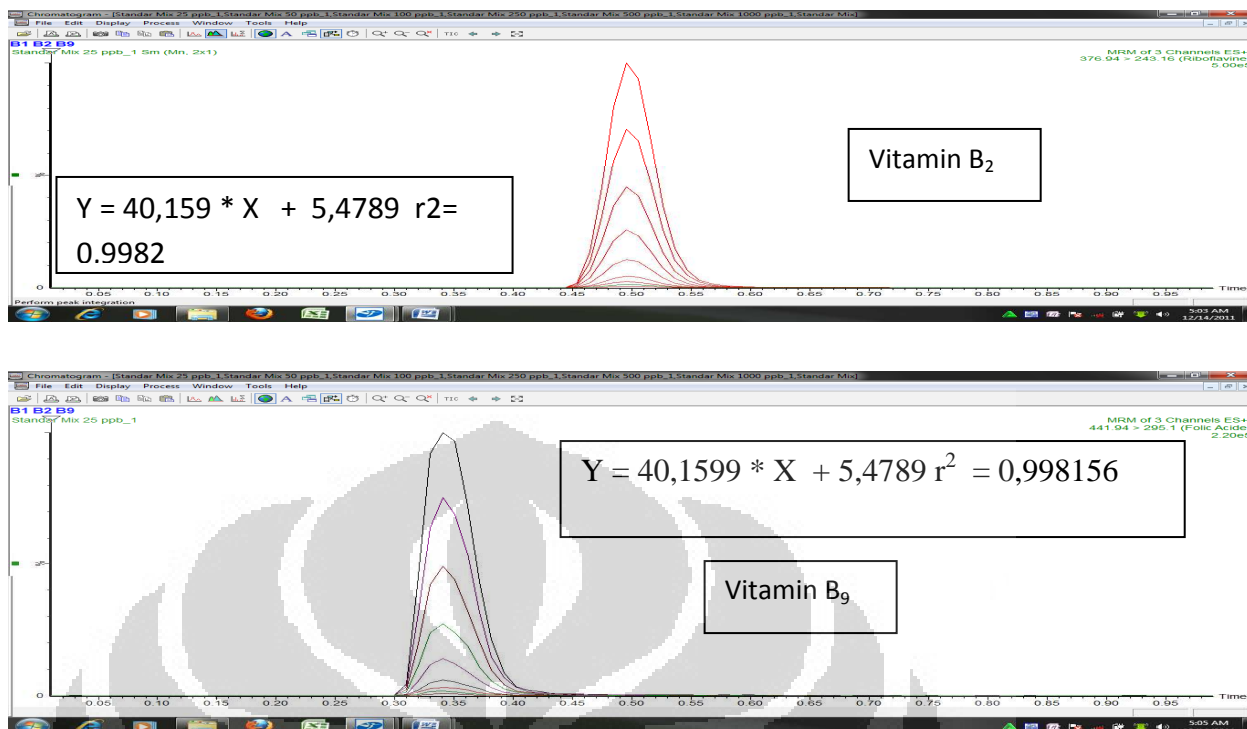 Chromatogram - [Standar Mix 25 ppb_1,Standar Mix 50 ppb_1,Standar Mix 100 ppb_1,Standar Mix 250 ppb_1,Standar Mix 500 ppb_1,Standar Mix 1000 ppb_1,Standar Mix]
File Edit Display Process Window Tools Help
TIC
B1 B2 B9
Standar Mix 25 ppb_1 Sm (Mn, 2x1)
MRM of 3 Channels ES+
376.94 > 243.16 (Riboflavine
5.00e5
Vitamin B₂
%
Y = 40,159 * X + 5,4789 r2=
0.9982
0
0.05 0.10 0.15 0.20 0.25 0.30 0.35 0.40 0.45 0.50 0.55 0.60 0.65 0.70 0.75 0.80 0.85 0.90 0.95 Time
Perform peak integration
5:03 AM
12/14/2011
Chromatogram - [Standar Mix 25 ppb_1,Standar Mix 50 ppb_1,Standar Mix 100 ppb_1,Standar Mix 250 ppb_1,Standar Mix 500 ppb_1,Standar Mix 1000 ppb_1,Standar Mix]
File Edit Display Process Window Tools Help
TIC
B1 B2 B9
Standar Mix 25 ppb_1
MRM of 3 Channels ES+
441.94 > 295.1 (Folic Acide
2.20e5
Y = 40,1599 * X + 5,4789 r² = 0,998156
%
Vitamin B₉
0
0.05 0.10 0.15 0.20 0.25 0.30 0.35 0.40 0.45 0.50 0.55 0.60 0.65 0.70 0.75 0.80 0.85 0.90 0.95 Time
5:05 AM